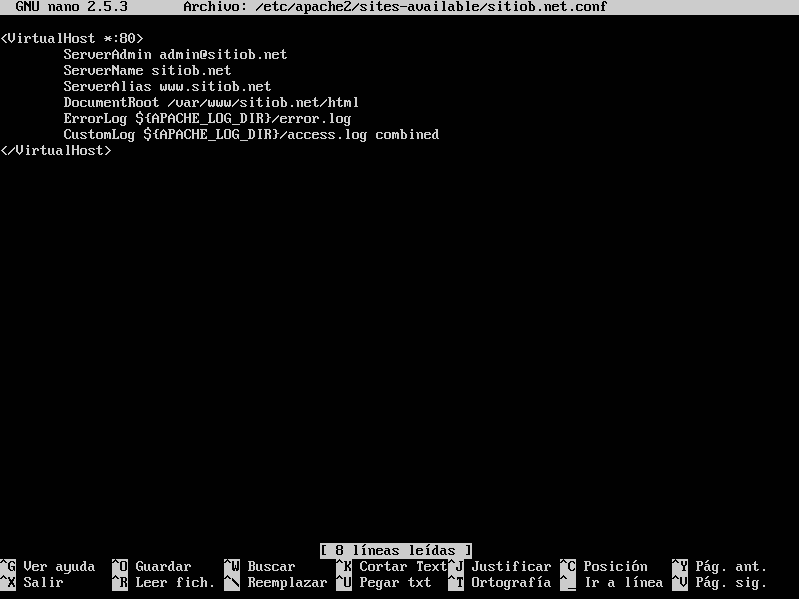 GNU nano 2.5.3 Archivo: /etc/apache2/sites-available/sitiob.net.conf
<VirtualHost *:80>
ServerAdmin admin@sitiob.net
ServerName sitiob.net
ServerAlias www.sitiob.net
DocumentRoot /var/www/sitiob.net/html
ErrorLog ${APACHE_LOG_DIR}/error.log
CustomLog ${APACHE_LOG_DIR}/access.log combined
</VirtualHost>
[ 8 líneas leídas ]
^G Ver ayuda ^O Guardar ^W Buscar ^K Cortar Text^J Justificar ^C Posición ^Y Pág. ant.
^X Salir ^R Leer fich. ^\ Reemplazar ^U Pegar txt ^T Ortografía ^_ Ir a línea ^V Pág. sig.